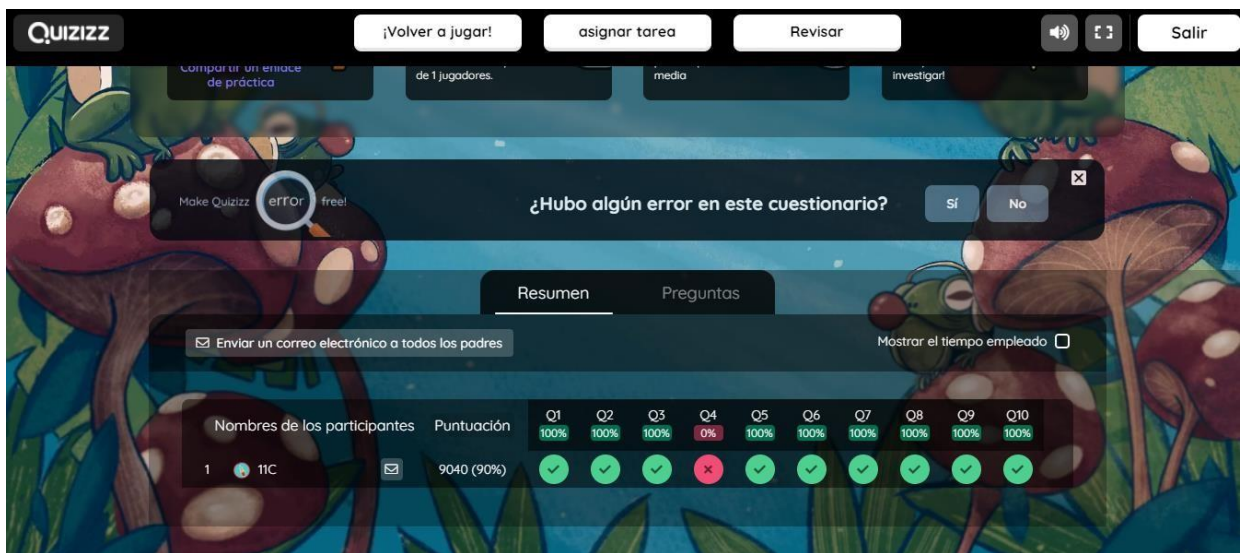 QUIZIZZ
¡Volver a jugar!
asignar tarea
Revisar
Salir
Compartir un enlace
de práctica
de 1 jugadores.
media
investigar!
Make Quizizz error free!
¿Hubo algún error en este cuestionario?
Sí
No
Resumen
Preguntas
Enviar un correo electrónico a todos los padres
Mostrar el tiempo empleado
Nombres de los participantes Puntuación Q1 Q2 Q3 Q4 Q5 Q6 Q7 Q8 Q9 Q10
100% 100% 100% 0% 100% 100% 100% 100% 100% 100%
1 11C 9040 (90%)